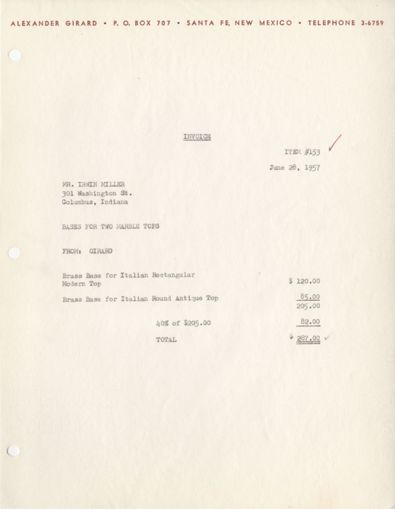 ALEXANDER GIRARD • P. O. BOX 707 • SANTA FE, NEW MEXICO • TELEPHONE 3-6759
INVOICE
ITEM #153
June 28, 1957
MR. IRWIN MILLER
301 Washington St.
Columbus, Indiana
BASES FOR TWO MARBLE TOPS
FROM: GIRARD
Brass Base for Italian Rectangular
Modern Top $ 120.00
Brass Base for Italian Round Antique Top 85.00
205.00
40% of $205.00 82.00
TOTAL $ 287.00